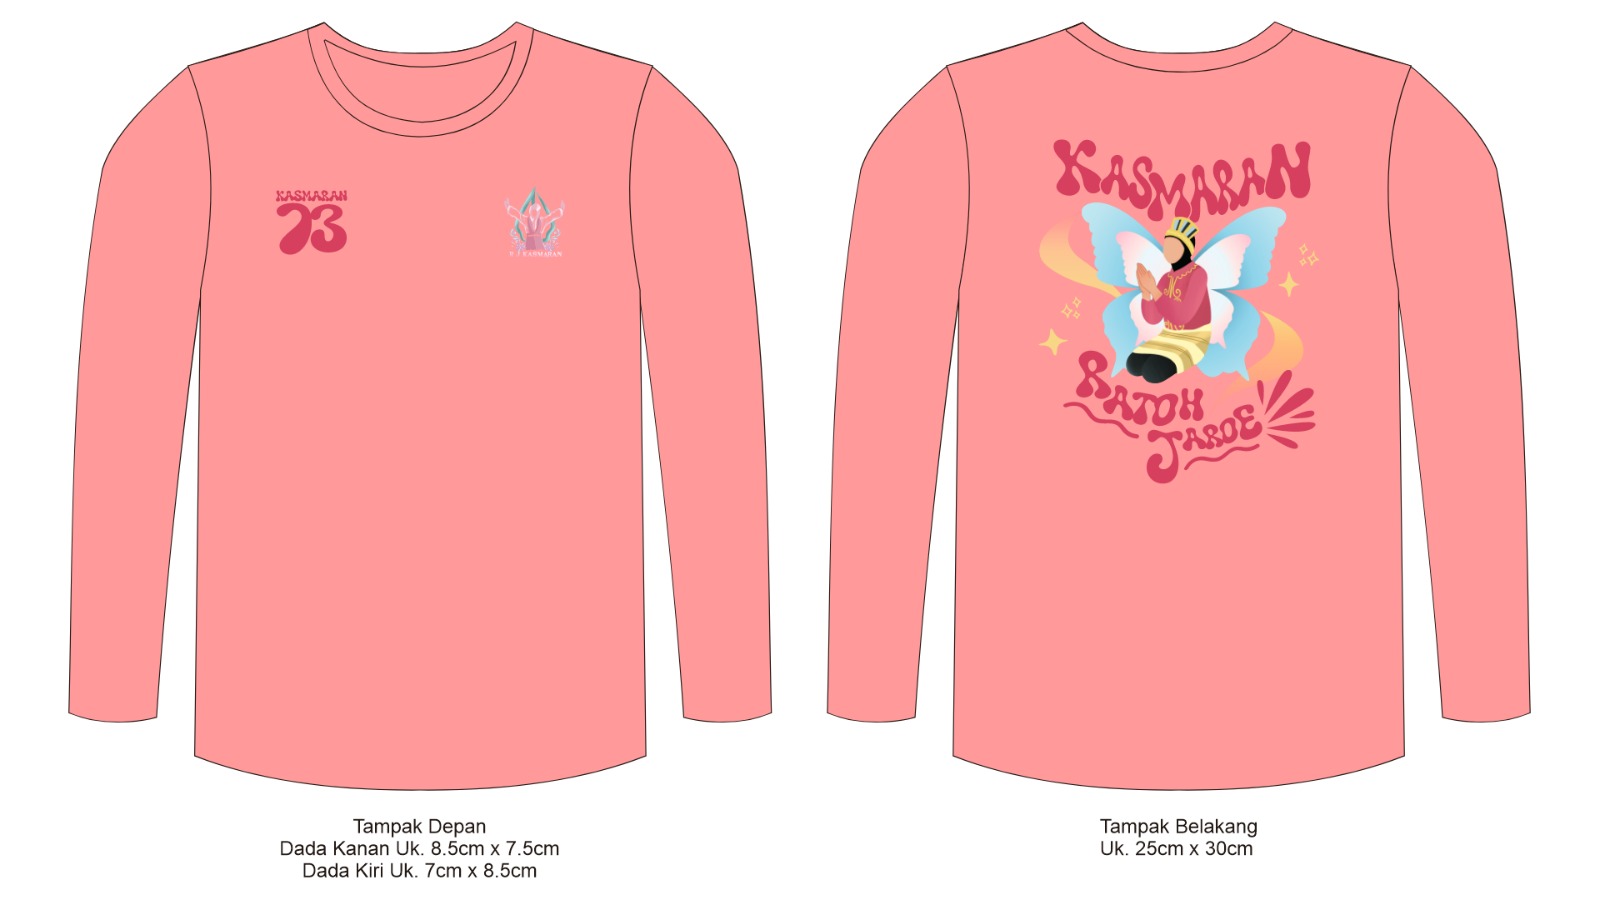 KASMARAN
23
R.J KASMARAN
KASMARAN
RATOH
JAROE
Tampak Depan
Dada Kanan Uk. 8.5cm x 7.5cm
Dada Kiri Uk. 7cm x 8.5cm
Tampak Belakang
Uk. 25cm x 30cm